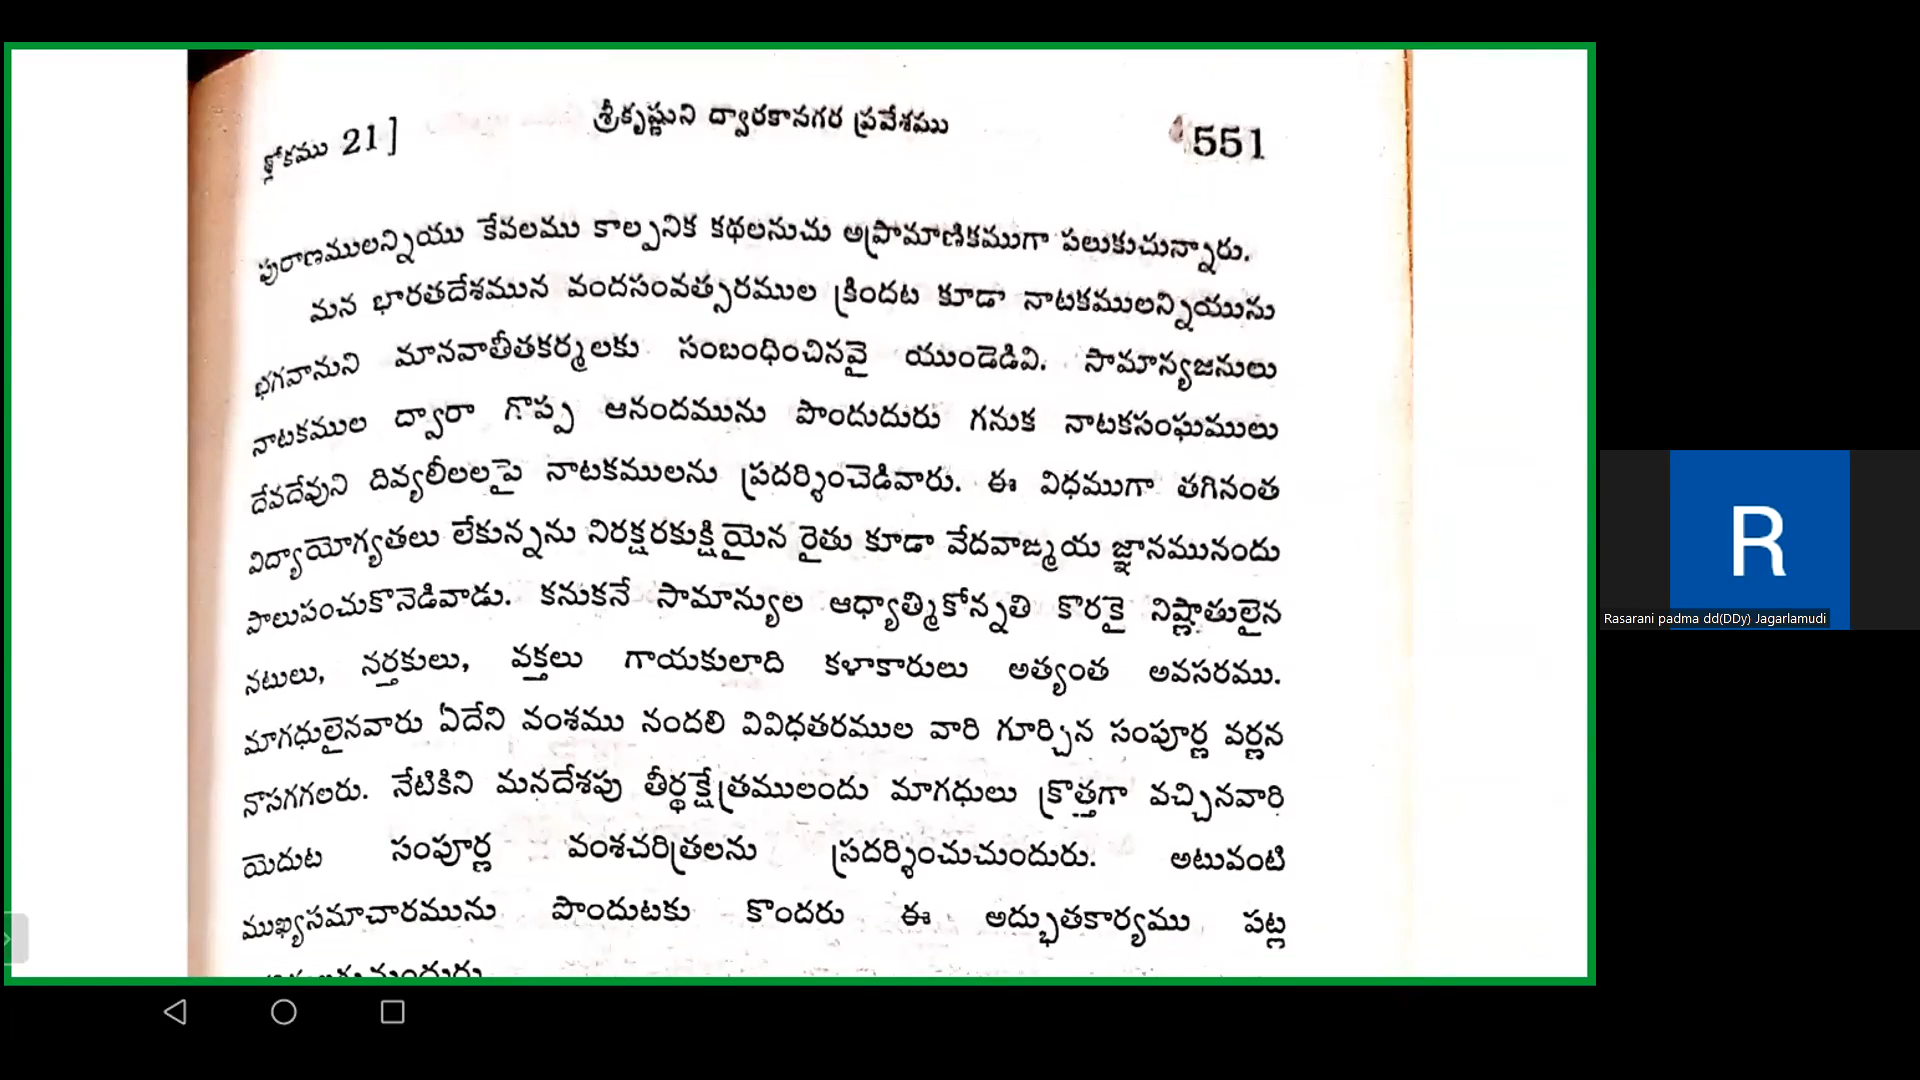 శ్లోకము 21]
శ్రీకృష్ణుని ద్వారకానగర ప్రవేశము
551
పురాణములన్నియు కేవలము కాల్పనిక కథలనుచు అప్రామాణికముగా పలుకుచున్నారు.
మన భారతదేశమున వందసంవత్సరముల క్రిందట కూడా నాటకములన్నియును
భగవానుని మానవాతీతకర్మలకు సంబంధించినవై యుండెడివి. సామాన్యజనులు
నాటకముల ద్వారా గొప్ప ఆనందమును పొందుదురు గనుక నాటకసంఘములు
దేవదేవుని దివ్యలీలలపై నాటకములను ప్రదర్శించెడివారు. ఈ విధముగా తగినంత
విద్యాయోగ్యతలు లేకున్నను నిరక్షరకుక్షియైన రైతు కూడా వేదవాఙ్మయ జ్ఞానమునందు
పాలుపంచుకొనెడివాడు. కనుకనే సామాన్యుల ఆధ్యాత్మికోన్నతి కొరకై నిష్ణాతులైన
నటులు, నర్తకులు, వక్తలు గాయకులాది కళాకారులు అత్యంత అవసరము.
మాగధులైనవారు ఏదేని వంశము నందలి వివిధతరముల వారి గూర్చిన సంపూర్ణ వర్ణన
నొసగగలరు. నేటికిని మనదేశపు తీర్థక్షేత్రములందు మాగధులు క్రొత్తగా వచ్చినవారి
యెదుట సంపూర్ణ వంశచరిత్రలను ప్రదర్శించుచుందురు. అటువంటి
ముఖ్యసమాచారమును పొందుటకు కొందరు ఈ అద్భుతకార్యము పట్ల
R
Rasarani padma dd(DDy) Jagarlamudi